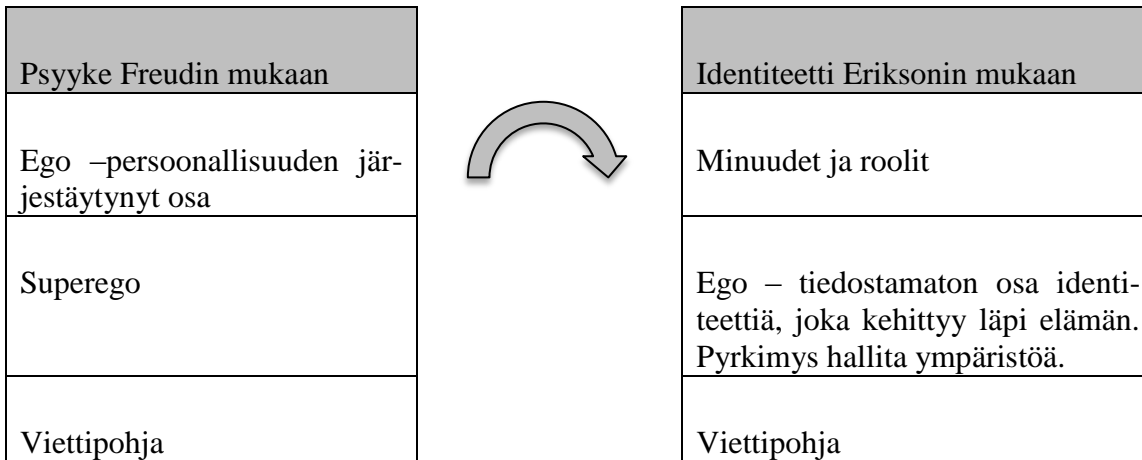 Psyyke Freudin mukaan
Ego –persoonallisuuden jär-
jestäytynyt osa
Superego
Viettipohja
Identiteetti Eriksonin mukaan
Minuudet ja roolit
Ego – tiedostamaton osa identi-
teettiä, joka kehittyy läpi elämän.
Pyrkimys hallita ympäristöä.
Viettipohja